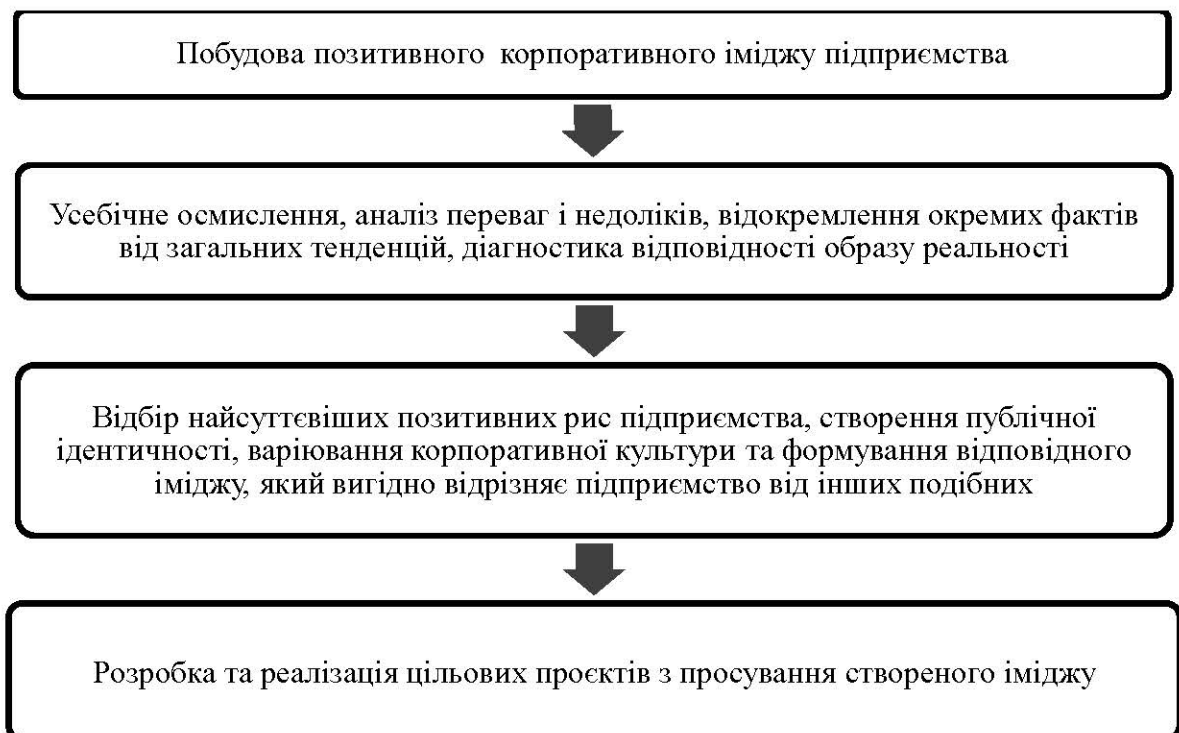 Побудова позитивного корпоративного іміджу підприємства
Усебічне осмислення, аналіз переваг і недоліків, відокремлення окремих фактів
від загальних тенденцій, діагностика відповідності образу реальності
Відбір найсуттєвіших позитивних рис підприємства, створення публічної
ідентичності, варіювання корпоративної культури та формування відповідного
іміджу, який вигідно відрізняє підприємство від інших подібних
Розробка та реалізація цільових проєктів з просування створеного іміджу